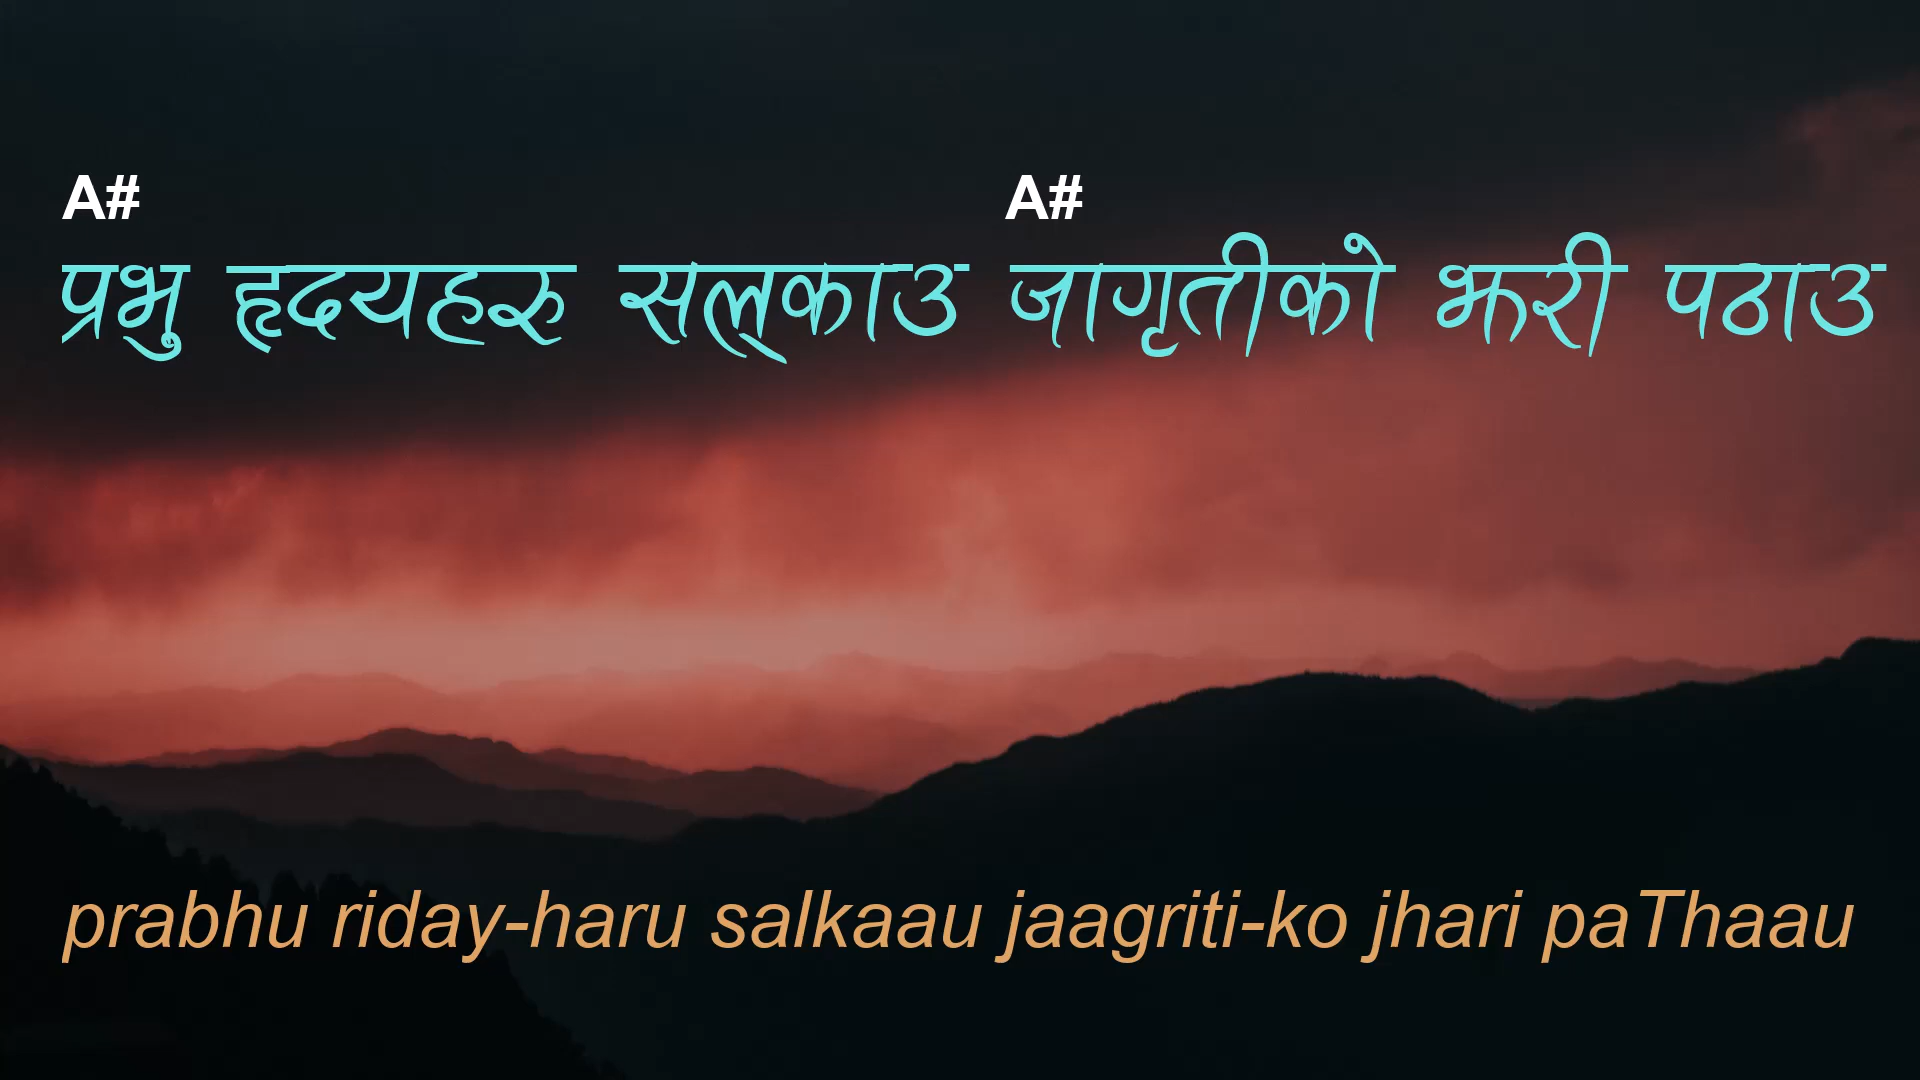 A# A#
प्रभु हृदयहरु सल्काउ जागृतीको झरी पठाउ
prabhu riday-haru salkaau jaagriti-ko jhari paThaau